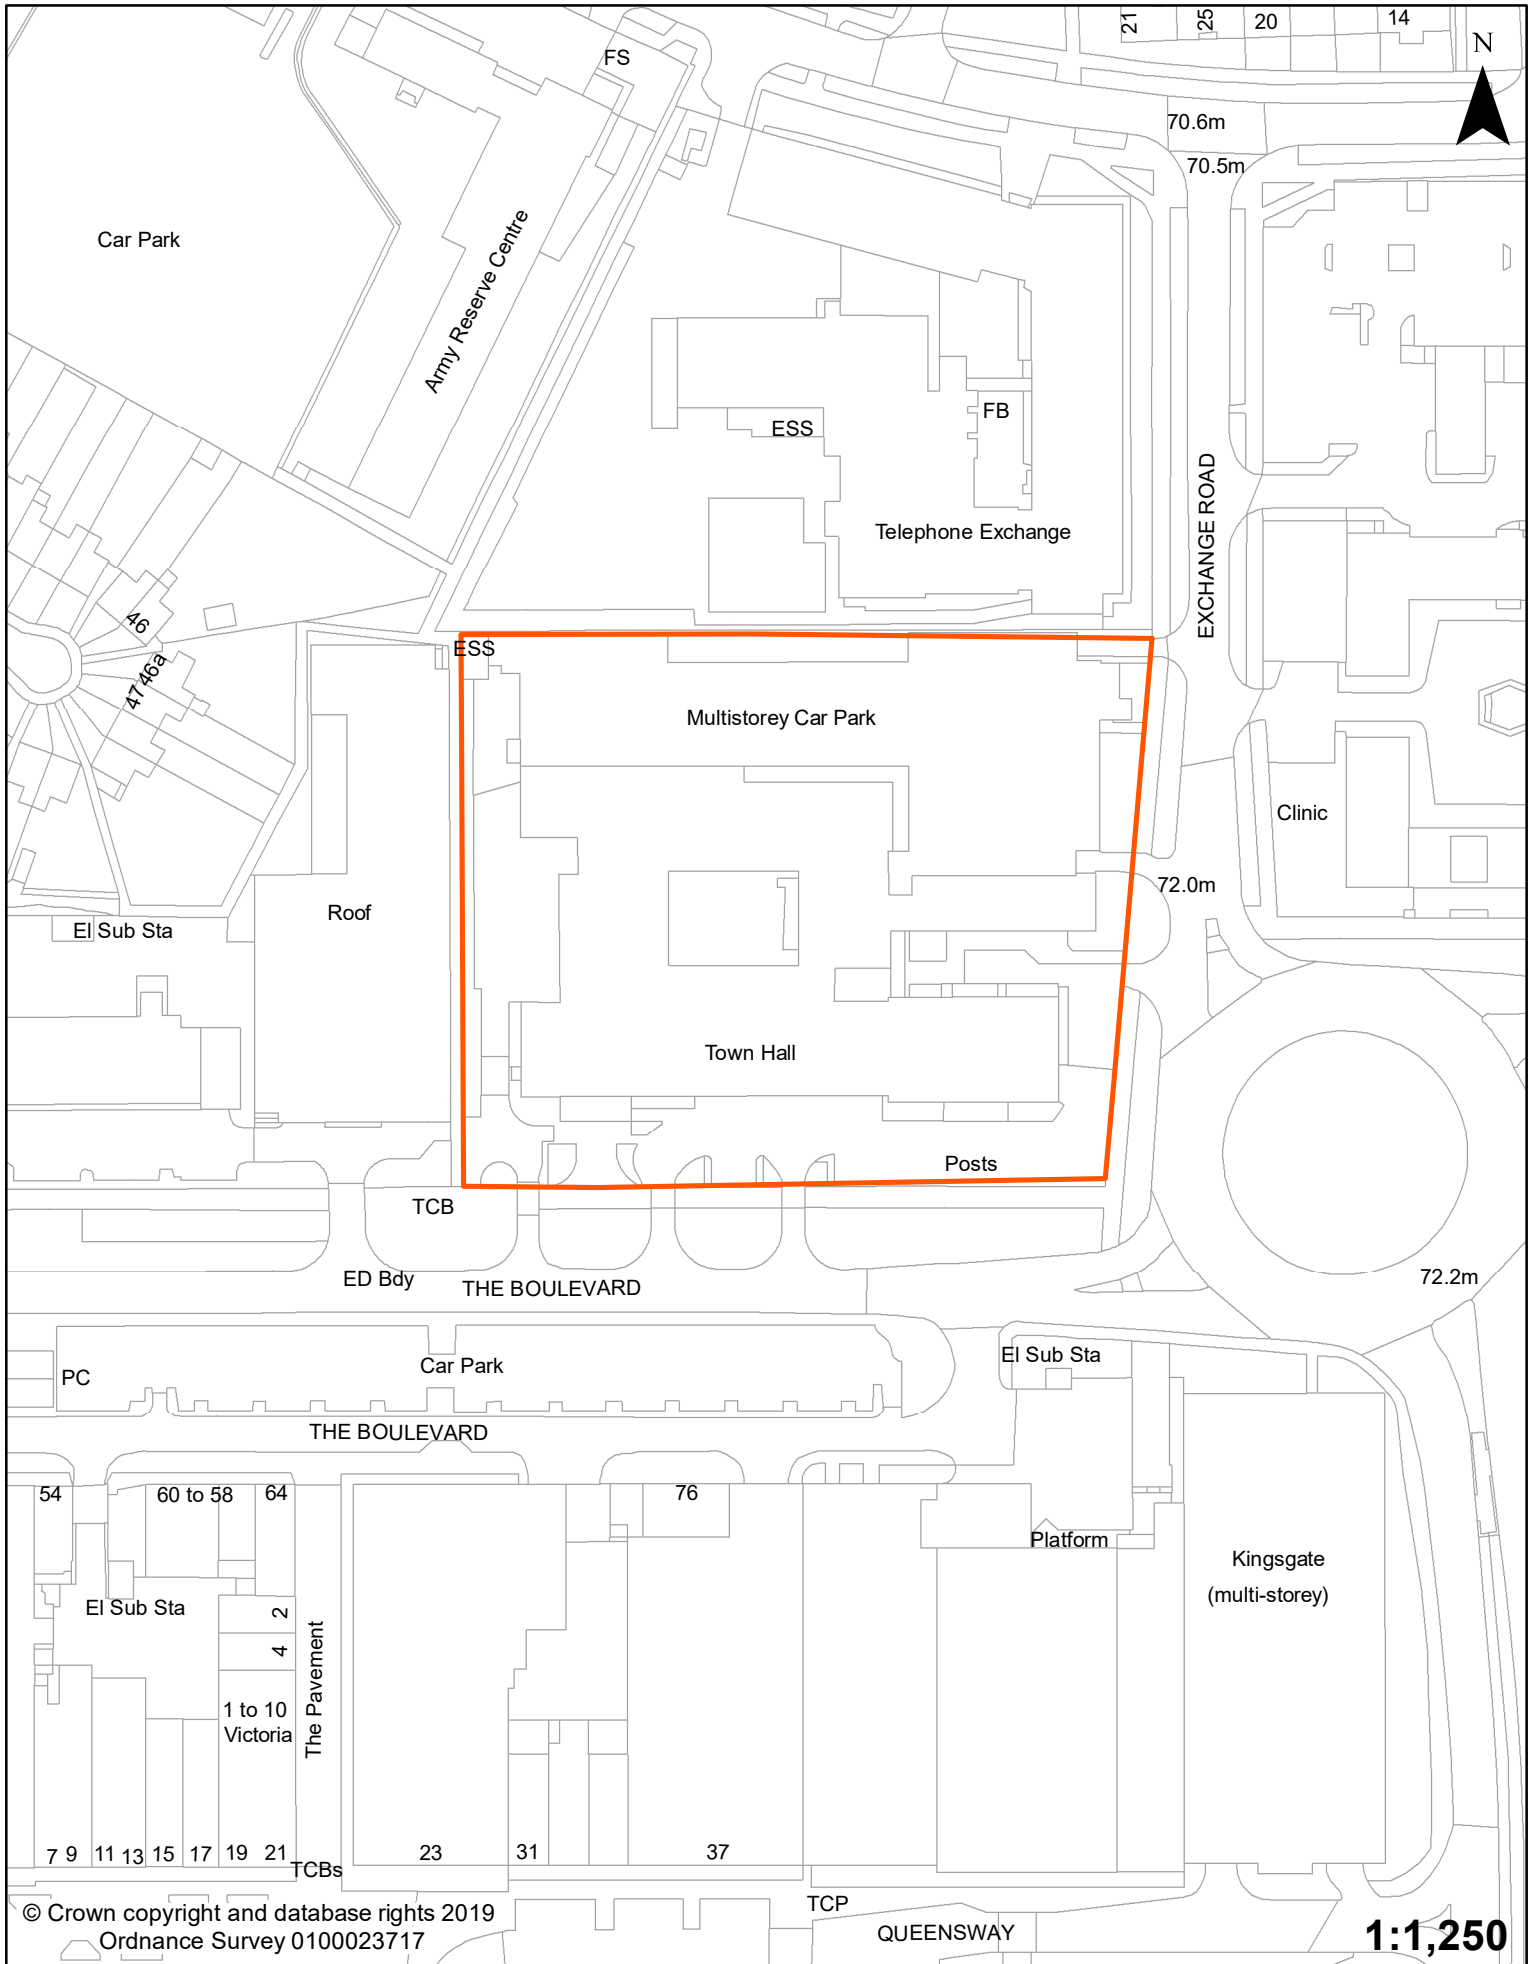 21
25
20
14
N
FS
70.6m
70.5m
Car Park
Army Reserve Centre
FB
ESS
EXCHANGE ROAD
Telephone Exchange
46
ESS
46a
47
Multistorey Car Park
Clinic
72.0m
Roof
El Sub Sta
Town Hall
Posts
TCB
ED Bdy
THE BOULEVARD
72.2m
El Sub Sta
Car Park
PC
THE BOULEVARD
54
60 to 58
64
76
Platform
Kingsgate
(multi-storey)
El Sub Sta
2
4
The Pavement
1 to 10
Victoria
7
9
11
13
15
17
19
21
23
31
37
TCBs
TCP
© Crown copyright and database rights 2019
Ordnance Survey 0100023717
QUEENSWAY
1:1,250